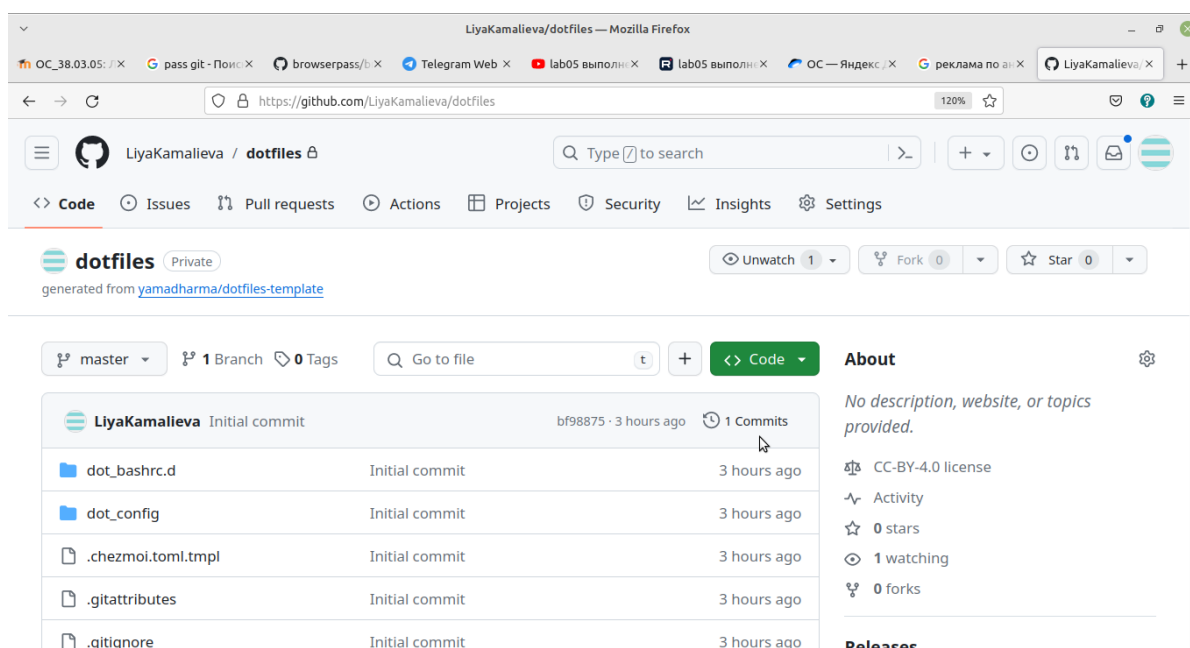 LiyaKamalieva/dotfiles — Mozilla Firefox
ОС_38.03.05: Л
pass git - Поис
browserpass/b
Telegram Web
lab05 выполне
lab05 выполне
ОС — Яндекс
реклама по ан
LiyaKamalieva/
https://github.com/LiyaKamalieva/dotfiles
120%
LiyaKamalieva / dotfiles
Type / to search
Code Issues Pull requests Actions Projects Security Insights Settings
dotfiles Private
Unwatch 1 Fork 0 Star 0
generated from yamadharma/dotfiles-template
master 1 Branch 0 Tags Go to file t + Code
LiyaKamalieva Initial commit bf98875 · 3 hours ago 1 Commits
dot_bashrc.d Initial commit 3 hours ago
dot_config Initial commit 3 hours ago
.chezmoi.toml.tmpl Initial commit 3 hours ago
.gitattributes Initial commit 3 hours ago
.gitignore Initial commit 3 hours ago
About
No description, website, or topics
provided.
CC-BY-4.0 license
Activity
0 stars
1 watching
0 forks
Releases